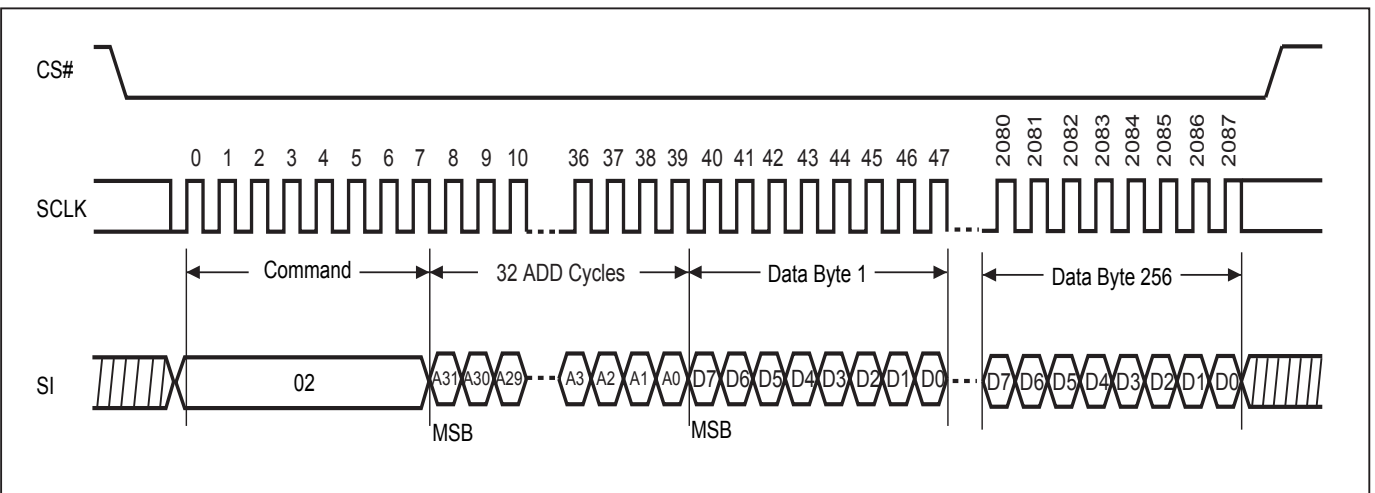 CS#
2080 2081 2082 2083 2084 2085 2086 2087
0 1 2 3 4 5 6 7 8 9 10 36 37 38 39 40 41 42 43 44 45 46 47
SCLK
Command 32 ADD Cycles Data Byte 1 Data Byte 256
SI 02 A31 A30 A29 A3 A2 A1 A0 D7 D6 D5 D4 D3 D2 D1 D0 D7 D6 D5 D4 D3 D2 D1 D0
MSB MSB